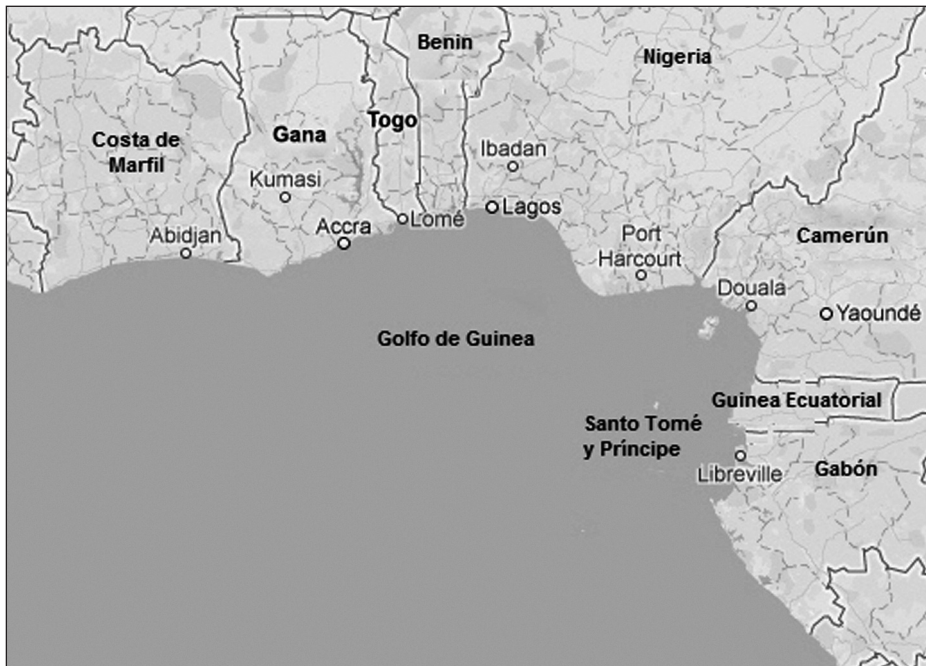 Benin
Nigeria
Costa de
Marfil
Gana
Togo
Ibadan
Kumasi
Lagos
Lomé
Accra
Abidjan
Port
Harcourt
Camerún
Douala
Yaoundé
Golfo de Guinea
Guinea Ecuatorial
Santo Tomé
y Príncipe
Libreville
Gabón